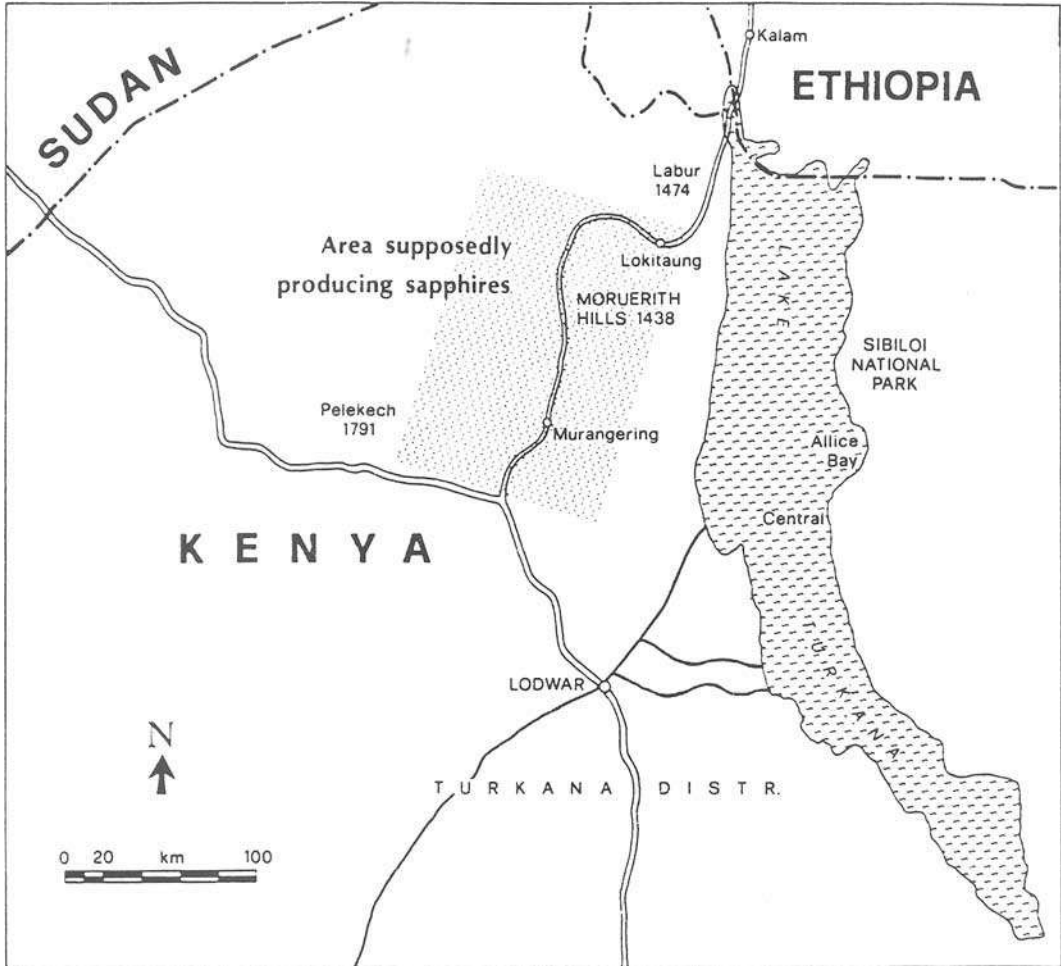 SUDAN
Kalam
ETHIOPIA
Labur
1474
Area supposedly
producing sapphires
Lokitaung
MORUERITH
HILLS 1438
LAKE
SIBILOI
NATIONAL
PARK
Pelekech
1791
Murangering
Allice
Bay
Central
KENYA
TURKANA
LODWAR
N
TURKANA DISTR.
0 20 km 100